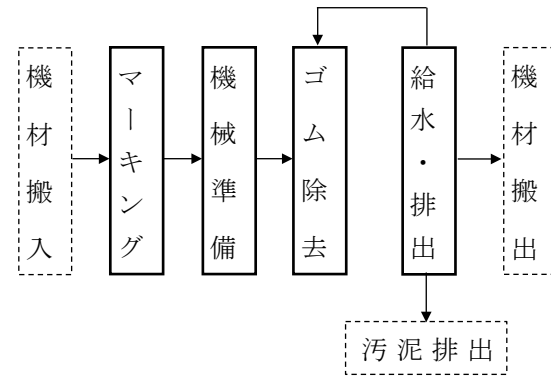 機材搬入
マーキング
機械準備
ゴム除去
給水・排出
機材搬出
汚泥排出